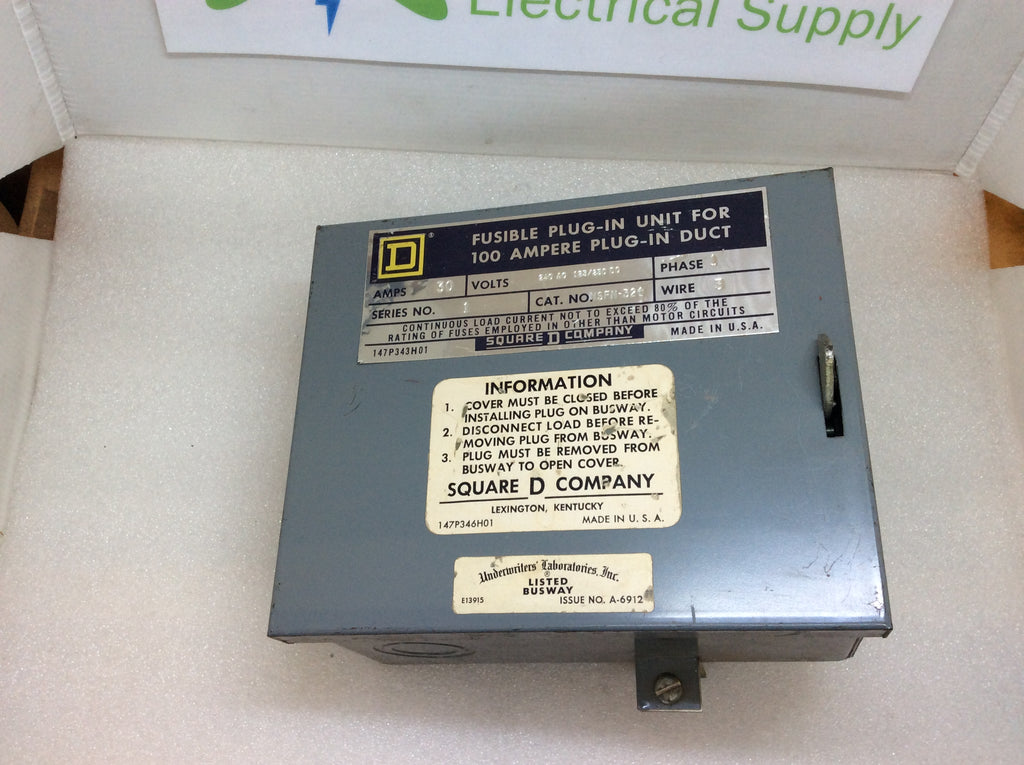 Electrical Supply
D ®
FUSIBLE PLUG-IN UNIT FOR
100 AMPERE PLUG-IN DUCT
AMPS 30 VOLTS PHASE
SERIES NO. CAT. NO. WIRE 3
CONTINUOUS LOAD CURRENT NOT TO EXCEED 80% OF THE
RATING OF FUSES EMPLOYED IN OTHER THAN MOTOR CIRCUITS
147P343H01 SQUARE D COMPANY MADE IN U.S.A.
INFORMATION
1. COVER MUST BE CLOSED BEFORE
INSTALLING PLUG ON BUSWAY.
2. DISCONNECT LOAD BEFORE RE-
MOVING PLUG FROM BUSWAY.
3. PLUG MUST BE REMOVED FROM
BUSWAY TO OPEN COVER.
SQUARE D COMPANY
LEXINGTON, KENTUCKY
147P346H01 MADE IN U. S. A.
Underwriters' Laboratories, Inc.
®
LISTED
BUSWAY
E13915 ISSUE NO. A-6912